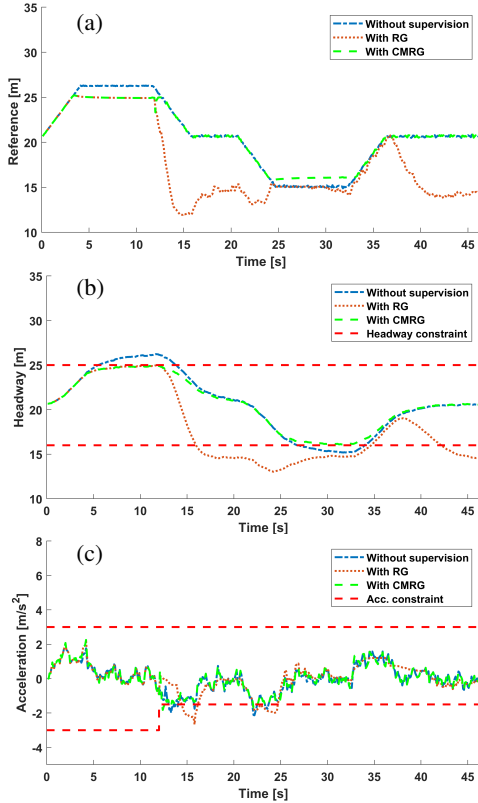 (a)
Without supervision
With RG
With CMRG
Reference [m]
35
30
25
20
15
10
0 5 10 15 20 25 30 35 40 45
Time [s]
(b)
Without supervision
With RG
With CMRG
Headway constraint
Headway [m]
35
30
25
20
15
10
0 5 10 15 20 25 30 35 40 45
Time [s]
(c)
Without supervision
With RG
With CMRG
Acc. constraint
Acceleration [m/s²]
8
6
4
2
0
-2
-4
0 5 10 15 20 25 30 35 40 45
Time [s]